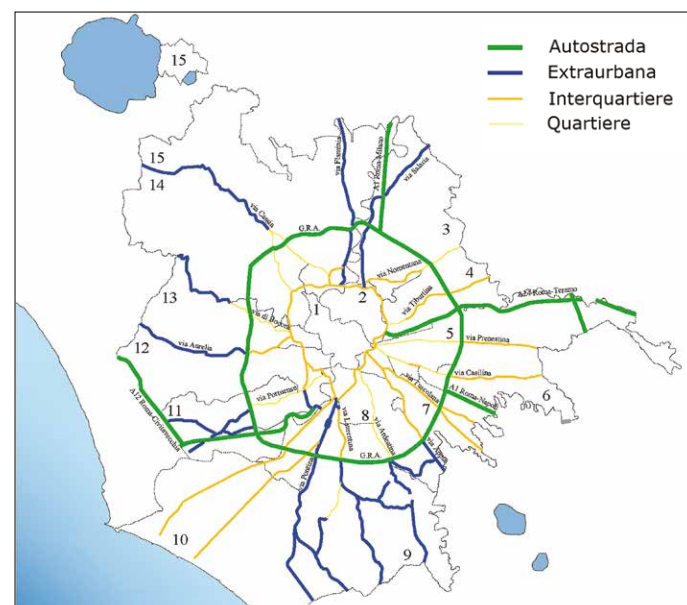 Autostrada
Extraurbana
Interquartiere
Quartiere
15
15
14
via Cassia
via Flaminia
A1 Roma-Milano
via Salaria
G.R.A.
3
via Nomentana
4
13
via di Boccea
1
2
via Tiburtina
A24 Roma-Teramo
12
via Aurelia
5
via Prenestina
via Casilina
A12 Roma-Civitavecchia
via Portuense
via Tuscolana
A1 Roma-Napoli
6
11
via Laurentina
8
via Ardeatina
7
via Appia
via Pontina
G.R.A.
10
9